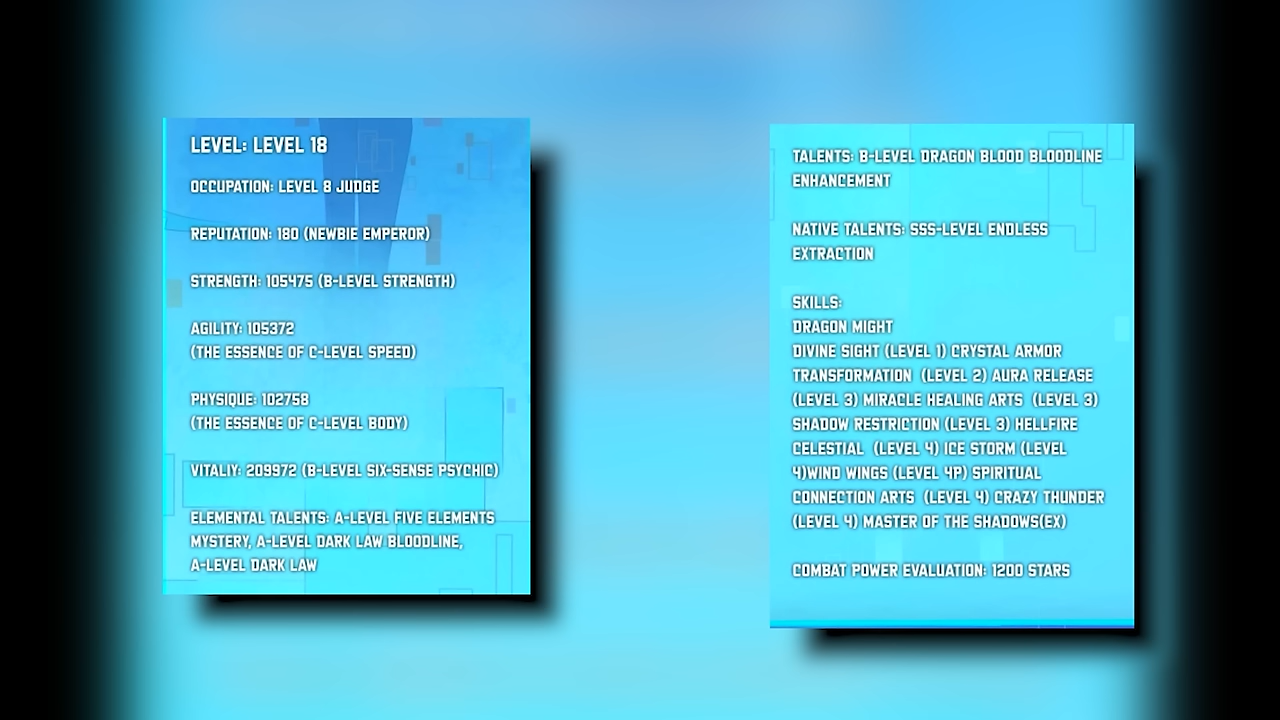 LEVEL: LEVEL 18
OCCUPATION: LEVEL 8 JUDGE
REPUTATION: 180 (NEWBIE EMPEROR)
STRENGTH: 105475 (B-LEVEL STRENGTH)
AGILITY: 105372
(THE ESSENCE OF C-LEVEL SPEED)
PHYSIQUE: 102758
(THE ESSENCE OF C-LEVEL BODY)
VITALIY: 209972 (B-LEVEL SIX-SENSE PSYCHIC)
ELEMENTAL TALENTS: A-LEVEL FIVE ELEMENTS
MYSTERY, A-LEVEL DARK LAW BLOODLINE,
A-LEVEL DARK LAW
TALENTS: B-LEVEL DRAGON BLOOD BLOODLINE
ENHANCEMENT
NATIVE TALENTS: SSS-LEVEL ENDLESS
EXTRACTION
SKILLS:
DRAGON MIGHT
DIVINE SIGHT (LEVEL 1) CRYSTAL ARMOR
TRANSFORMATION (LEVEL 2) AURA RELEASE
(LEVEL 3) MIRACLE HEALING ARTS (LEVEL 3)
SHADOW RESTRICTION (LEVEL 3) HELLFIRE
CELESTIAL (LEVEL 4) ICE STORM (LEVEL
4)WIND WINGS (LEVEL 4P) SPIRITUAL
CONNECTION ARTS (LEVEL 4) CRAZY THUNDER
(LEVEL 4) MASTER OF THE SHADOWS(EX)
COMBAT POWER EVALUATION: 1200 STARS